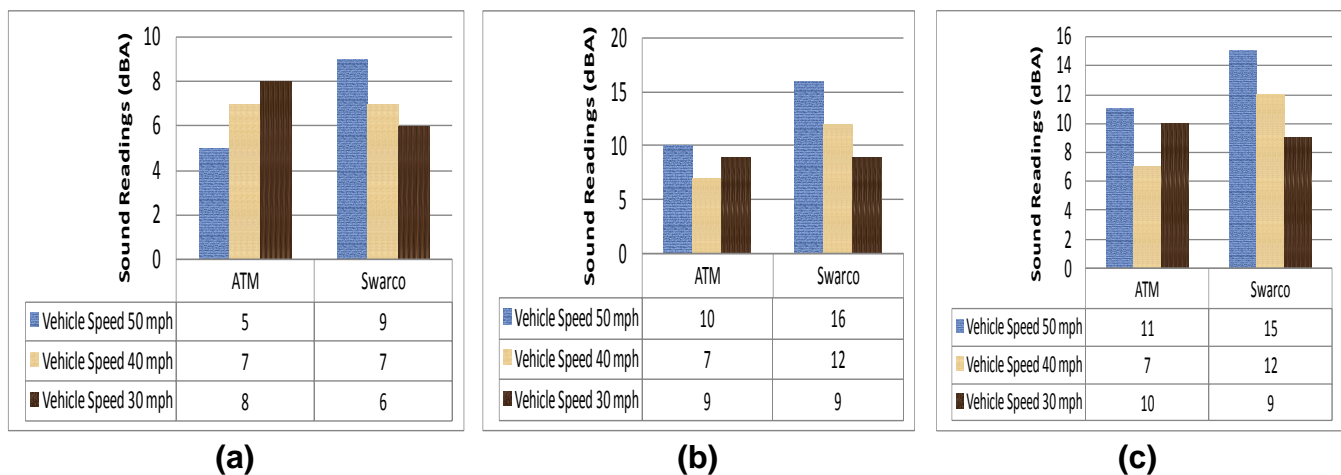 Sound Readings (dBA)
10
8
6
4
2
0
ATM Swarco
Vehicle Speed 50 mph 5 9
Vehicle Speed 40 mph 7 7
Vehicle Speed 30 mph 8 6
(a)
Sound Readings (dBA)
20
15
10
5
0
ATM Swarco
Vehicle Speed 50 mph 10 16
Vehicle Speed 40 mph 7 12
Vehicle Speed 30 mph 9 9
(b)
Sound Readings (dBA)
16
14
12
10
8
6
4
2
0
ATM Swarco
Vehicle Speed 50 mph 11 15
Vehicle Speed 40 mph 7 12
Vehicle Speed 30 mph 10 9
(c)